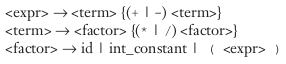 <expr> → <term> {(+ | -) <term>}
<term> → <factor> {(* | /) <factor>}
<factor> → id | int_constant | ( <expr> )